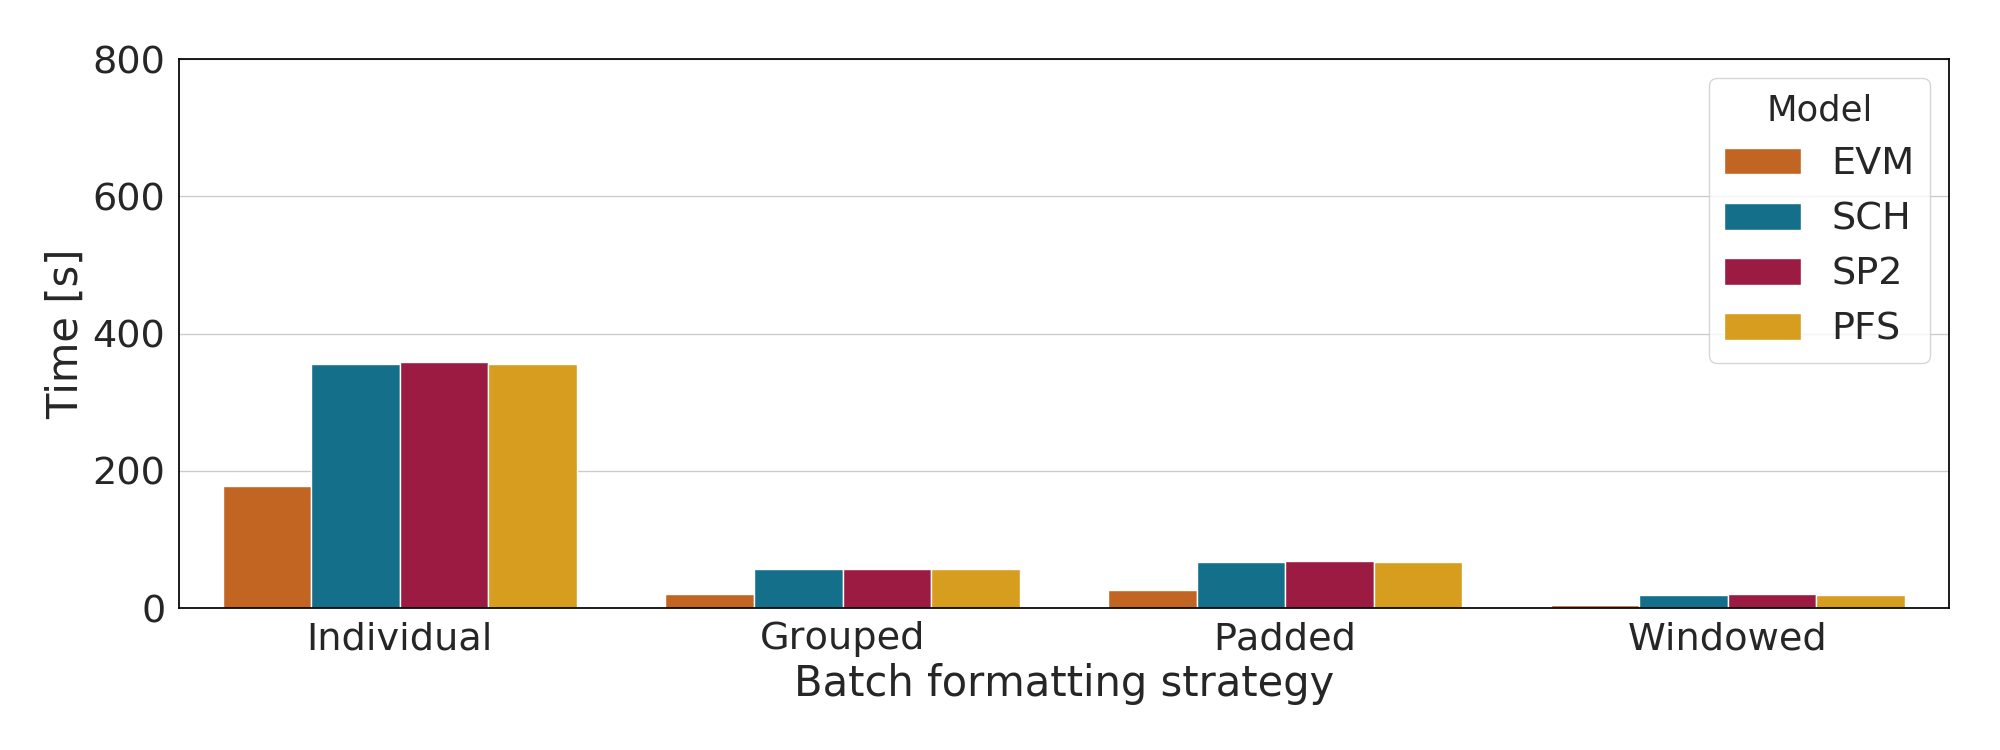 800
600
400
200
0
Time [s]
Individual
Grouped
Padded
Windowed
Batch formatting strategy
Model
EVM
SCH
SP2
PFS